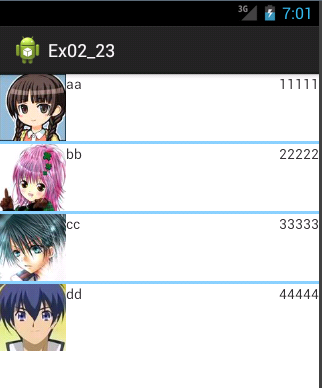 3G 7:01
Ex02_23
aa 11111
bb 22222
cc 33333
dd 44444